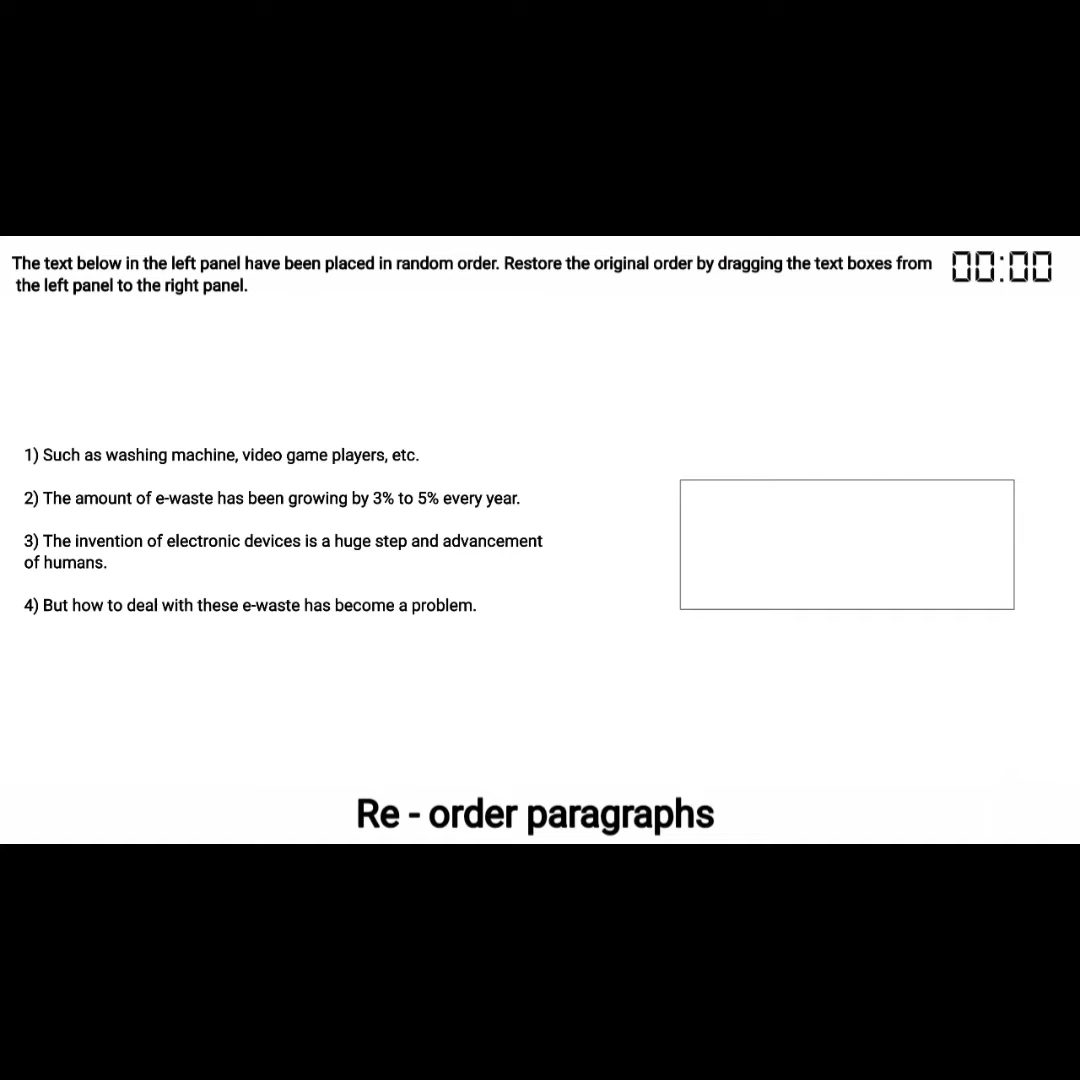 The text below in the left panel have been placed in random order. Restore the original order by dragging the text boxes from
the left panel to the right panel.
00:00
1) Such as washing machine, video game players, etc.
2) The amount of e-waste has been growing by 3% to 5% every year.
3) The invention of electronic devices is a huge step and advancement
of humans.
4) But how to deal with these e-waste has become a problem.
Re - order paragraphs